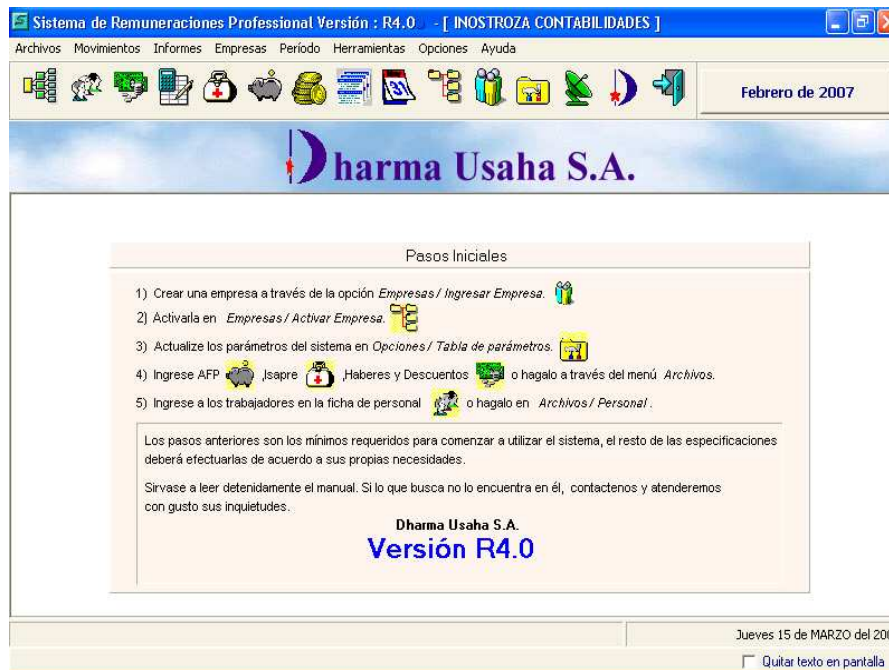 Sistema de Remuneraciones Professional Versión : R4.0 - [ INOSTROZA CONTABILIDADES ]
Archivos Movimientos Informes Empresas Período Herramientas Opciones Ayuda
31
Febrero de 2007
Dharma Usaha S.A.
Pasos Iniciales
1) Crear una empresa a través de la opción Empresas / Ingresar Empresa.
2) Activarla en Empresas / Activar Empresa.
3) Actualize los parámetros del sistema en Opciones / Tabla de parámetros.
4) Ingrese AFP ,Isapre ,Haberes y Descuentos o hagalo a través del menú Archivos.
5) Ingrese a los trabajadores en la ficha de personal o hagalo en Archivos / Personal .
Los pasos anteriores son los mínimos requeridos para comenzar a utilizar el sistema, el resto de las especificaciones
deberá efectuarlas de acuerdo a sus propias necesidades.
Sirvase a leer detenidamente el manual. Si lo que busca no lo encuentra en él, contactenos y atenderemos
con gusto sus inquietudes.
Dharma Usaha S.A.
Versión R4.0
Jueves 15 de MARZO del 200
Quitar texto en pantalla